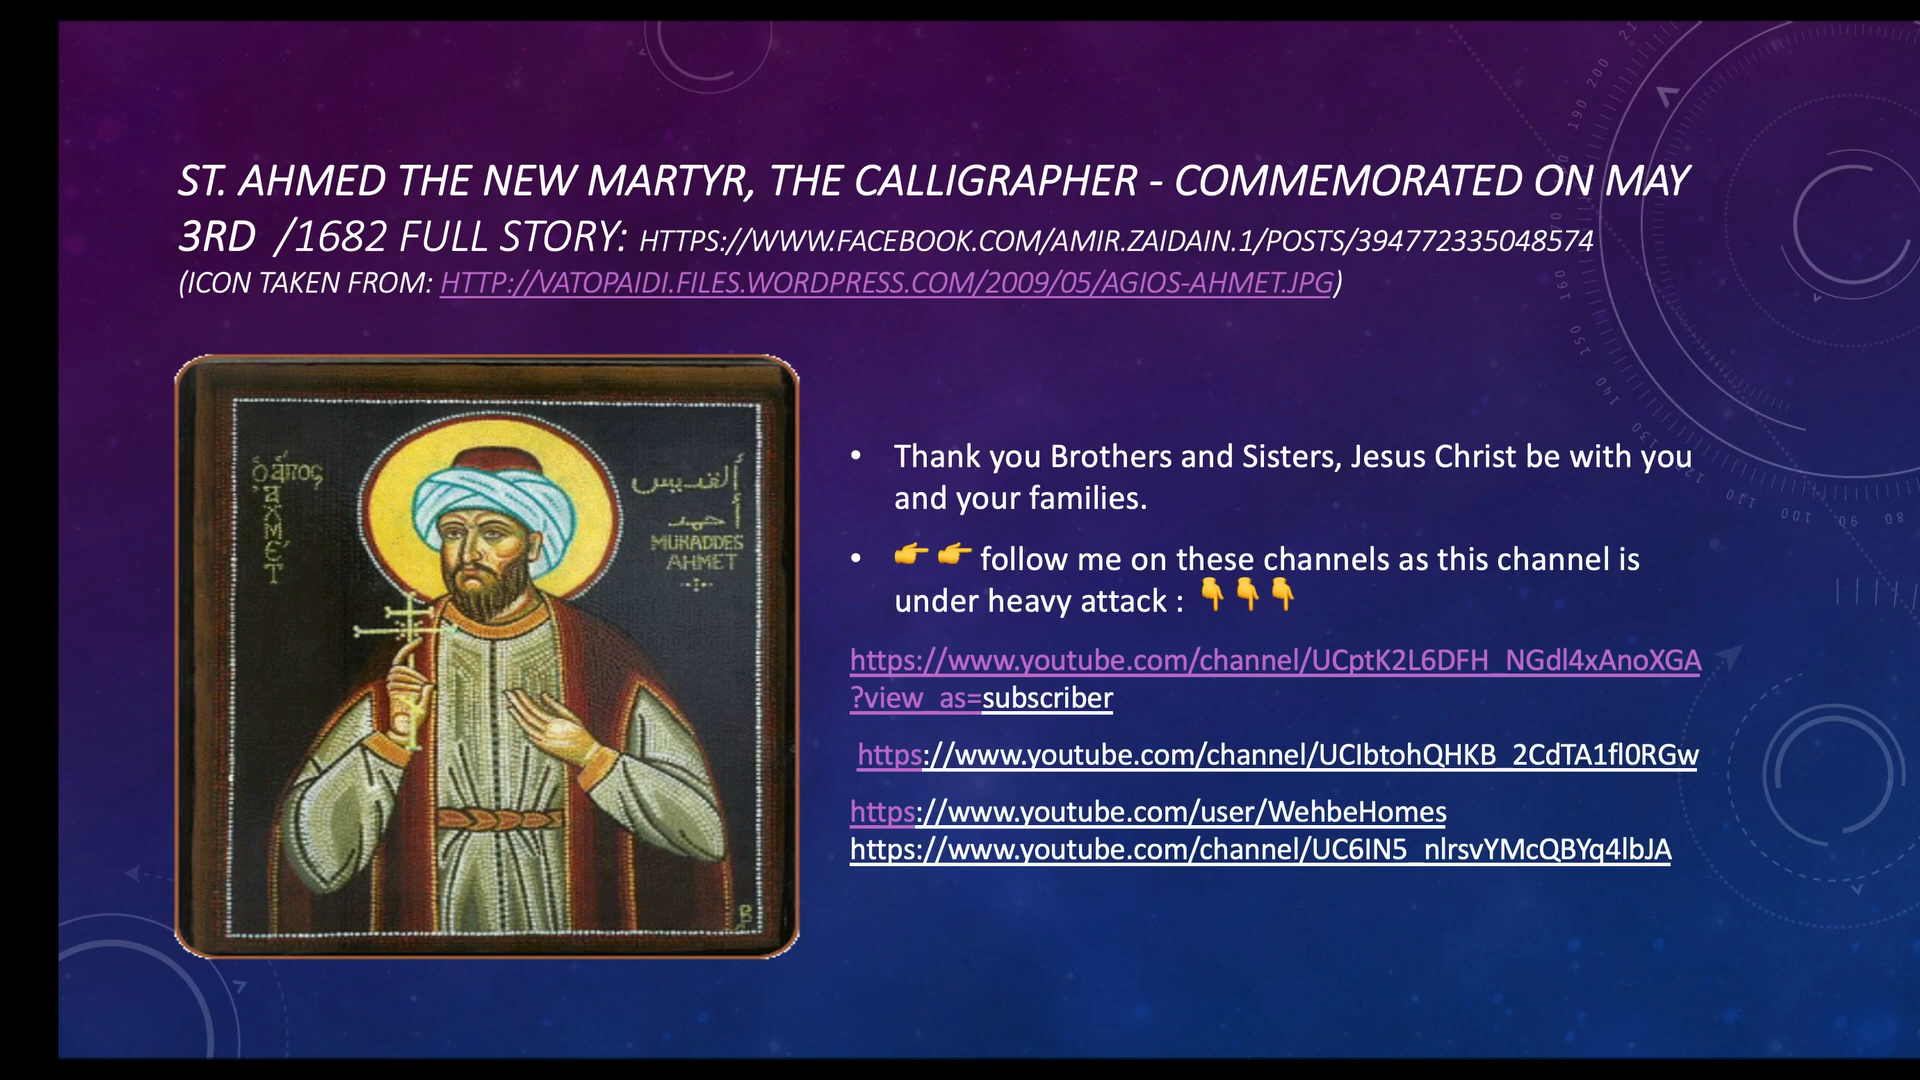 ST. AHMED THE NEW MARTYR, THE CALLIGRAPHER - COMMEMORATED ON MAY
3RD /1682 FULL STORY: HTTPS://WWW.FACEBOOK.COM/AMIR.ZAIDAIN.1/POSTS/394772335048574
(ICON TAKEN FROM: HTTP://VATOPAIDI.FILES.WORDPRESS.COM/2009/05/AGIOS-AHMET.JPG)
القديس
أحمد
MUKADDES
AHMET
B
• Thank you Brothers and Sisters, Jesus Christ be with you
and your families.
• 👉👉 follow me on these channels as this channel is
under heavy attack : 👇👇👇
https://www.youtube.com/channel/UCptK2L6DFH_NGdl4xAnoXGA
?view_as=subscriber
https://www.youtube.com/channel/UCIbtohQHKB_2CdTA1fl0RGw
https://www.youtube.com/user/WehbeHomes
https://www.youtube.com/channel/UC6IN5_nlrsvYMcQBYq4lbJA